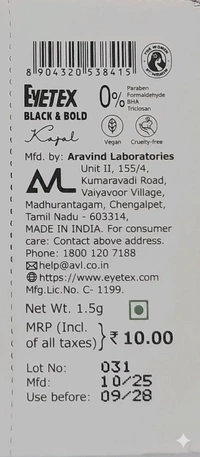 8 904320 538415
EYETEX
BLACK & BOLD
Kajal
0%
Paraben
Formaldehyde
BHA
Triclosan
Vegan
Cruelty-free
Mfd. by: Aravind Laboratories
Unit II, 155/4,
Kumaravadi Road,
Vaiyavoor Village,
Madhurantagam, Chengalpet,
Tamil Nadu - 603314,
MADE IN INDIA. For consumer
care: Contact above address.
Phone: 1800 120 7188
help@avl.co.in
https://www.eyetex.com
Mfg.Lic.No. C- 1199.
Net Wt. 1.5g
MRP (Incl.
of all taxes) } ₹ 10.00
Lot No: 031
Mfd: 10/25
Use before: 09/28